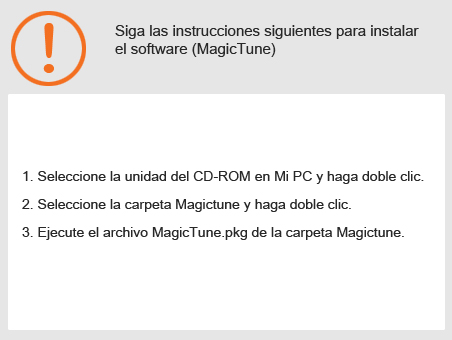 Siga las instrucciones siguientes para instalar
el software (MagicTune)
1. Seleccione la unidad del CD-ROM en Mi PC y haga doble clic.
2. Seleccione la carpeta Magictune y haga doble clic.
3. Ejecute el archivo MagicTune.pkg de la carpeta Magictune.